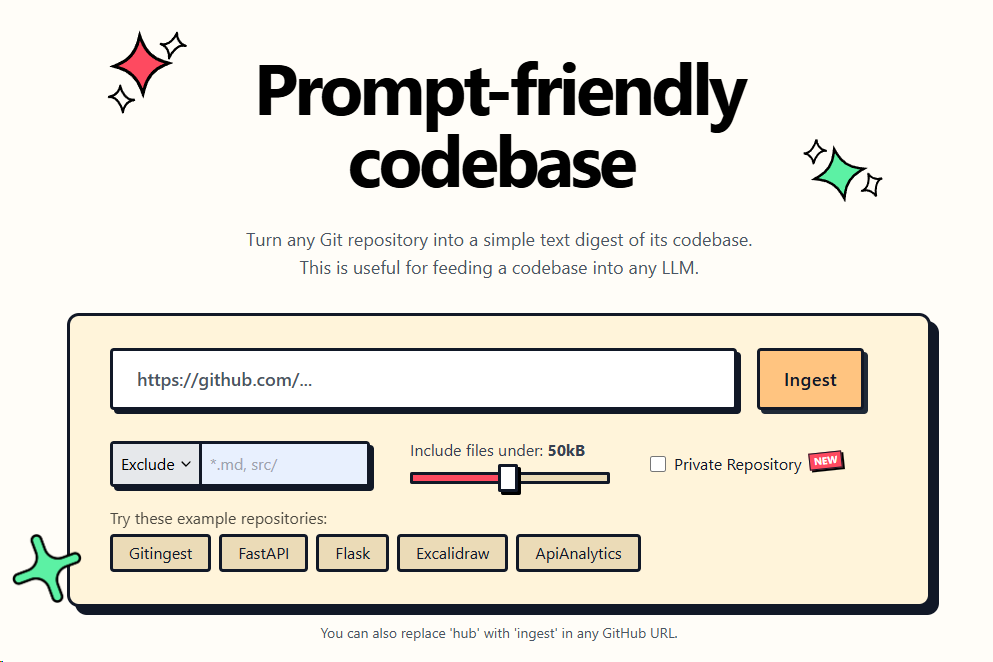 Prompt-friendly
codebase
Turn any Git repository into a simple text digest of its codebase.
This is useful for feeding a codebase into any LLM.
https://github.com/...
Ingest
Exclude
*.md, src/
Include files under: 50kB
Private Repository NEW
Try these example repositories:
Gitingest FastAPI Flask Excalidraw ApiAnalytics
You can also replace 'hub' with 'ingest' in any GitHub URL.